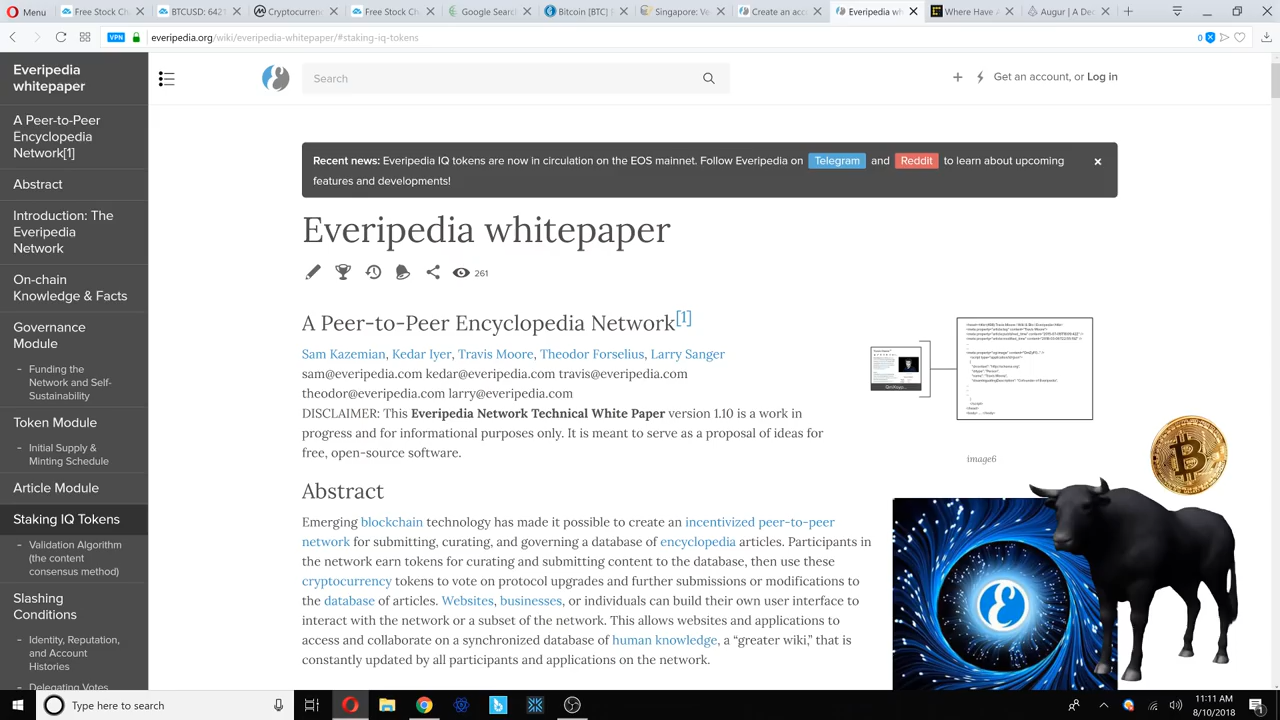 Menu
BTCUSD: 6421
Cryptocurren
Free Stock Ch
Google Search
Bitcoin [BTC] P
Singapore: Ve
Create an acc
Everipedia wh
Where Have A
Augur | A Dec
VPN
everipedia.org/wiki/everipedia-whitepaper/#staking-iq-tokens
0
Everipedia
whitepaper
A Peer-to-Peer
Encyclopedia
Network[1]
Abstract
Introduction: The
Everipedia
Network
On-chain
Knowledge & Facts
Governance
Module
- Funding the
Network and Self-
Sustainability
Token Module
- Initial Supply &
Minting Schedule
Article Module
Staking IQ Tokens
- Validation Algorithm
(the content
consensus method)
Slashing
Conditions
- Identity, Reputation,
and Account
Histories
- Delegating Votes
Search
Get an account, or Log in
Recent news: Everipedia IQ tokens are now in circulation on the EOS mainnet. Follow Everipedia on Telegram and Reddit to learn about upcoming
features and developments!
Everipedia whitepaper
261
A Peer-to-Peer Encyclopedia Network[1]
Sam Kazemian, Kedar Iyer, Travis Moore, Theodor Forselius, Larry Sanger
sam@everipedia.com kedar@everipedia.com travis@everipedia.com
theodor@everipedia.com larry@everipedia.com
DISCLAIMER: This Everipedia Network Technical White Paper version 1.10 is a work in
progress and for informational purposes only. It is meant to serve as a proposal of ideas for
free, open-source software.
image6
Abstract
Emerging blockchain technology has made it possible to create an incentivized peer-to-peer
network for submitting, curating, and governing a database of encyclopedia articles. Participants in
the network earn tokens for curating and submitting content to the database, then use these
cryptocurrency tokens to vote on protocol upgrades and further submissions or modifications to
the database of articles. Websites, businesses, or individuals can build their own user interface to
interact with the network or a subset of the network. This allows websites and applications to
access and collaborate on a synchronized database of human knowledge, a “greater wiki,” that is
constantly updated by all participants and applications on the network.
Type here to search
11:11 AM
8/10/2018